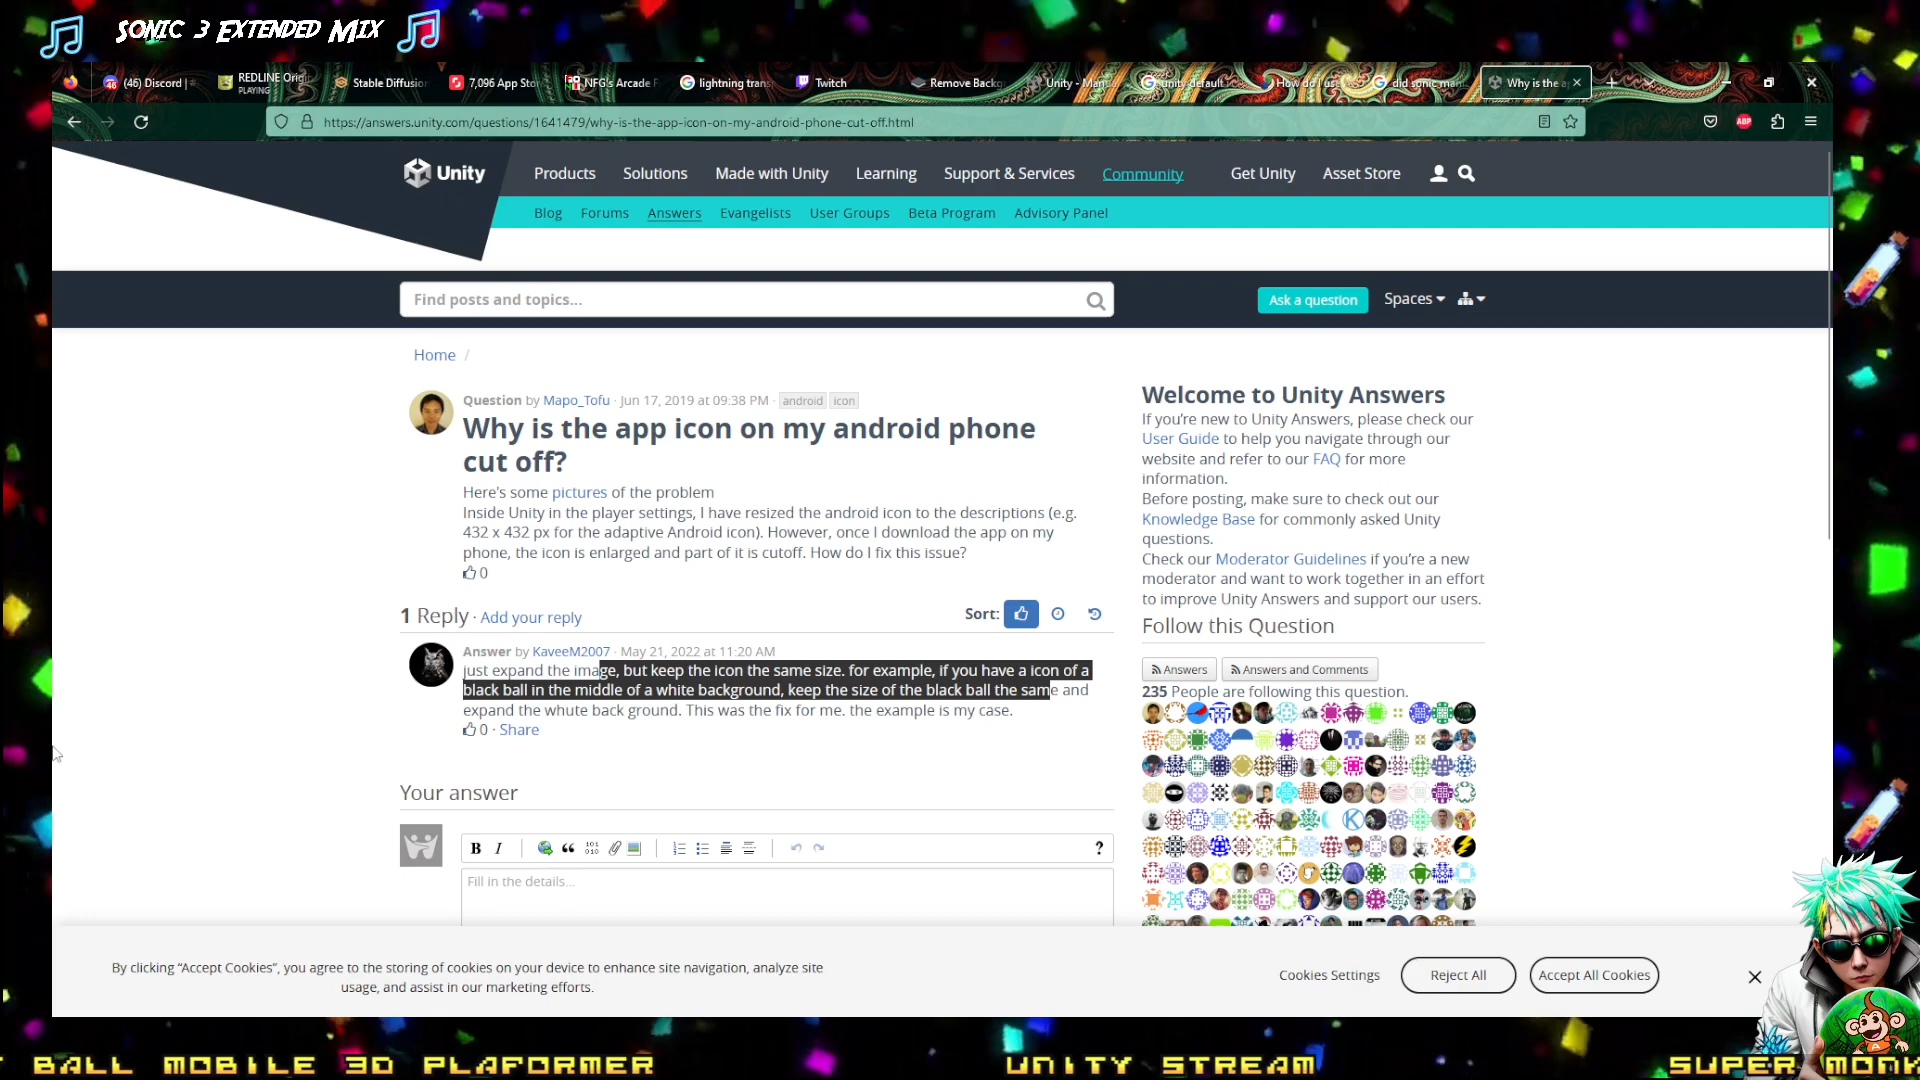 Sonic 3 Extended Mix
(46) Discord |
REDLINE Origi
PLAYING
Stable Diffusion
7,096 App Sto
NFG's Arcade F
lightning trans
Twitch
Remove Backg
Unity - Man
unity default i
How do I use
did sonic man
Why is the a
https://answers.unity.com/questions/1641479/why-is-the-app-icon-on-my-android-phone-cut-off.html
ABP
Unity
Products
Solutions
Made with Unity
Learning
Support & Services
Community
Get Unity
Asset Store
Blog
Forums
Answers
Evangelists
User Groups
Beta Program
Advisory Panel
Find posts and topics...
Ask a question
Spaces
Home /
Question by Mapo_Tofu · Jun 17, 2019 at 09:38 PM · android icon
Why is the app icon on my android phone
cut off?
Here's some pictures of the problem
Inside Unity in the player settings, I have resized the android icon to the descriptions (e.g.
432 x 432 px for the adaptive Android icon). However, once I download the app on my
phone, the icon is enlarged and part of it is cutoff. How do I fix this issue?
0
1 Reply · Add your reply
Sort:
Answer by KaveeM2007 · May 21, 2022 at 11:20 AM
just expand the image, but keep the icon the same size. for example, if you have a icon of a
black ball in the middle of a white background, keep the size of the black ball the same and
expand the whute back ground. This was the fix for me. the example is my case.
0 · Share
Your answer
B I
?
Fill in the details...
Welcome to Unity Answers
If you're new to Unity Answers, please check our
User Guide to help you navigate through our
website and refer to our FAQ for more
information.
Before posting, make sure to check out our
Knowledge Base for commonly asked Unity
questions.
Check our Moderator Guidelines if you're a new
moderator and want to work together in an effort
to improve Unity Answers and support our users.
Follow this Question
Answers
Answers and Comments
235 People are following this question.
By clicking “Accept Cookies”, you agree to the storing of cookies on your device to enhance site navigation, analyze site
usage, and assist in our marketing efforts.
Cookies Settings
Reject All
Accept All Cookies
Y BALL MOBILE 3D PLAFORMER
UNITY STREAM
SUPER MONK